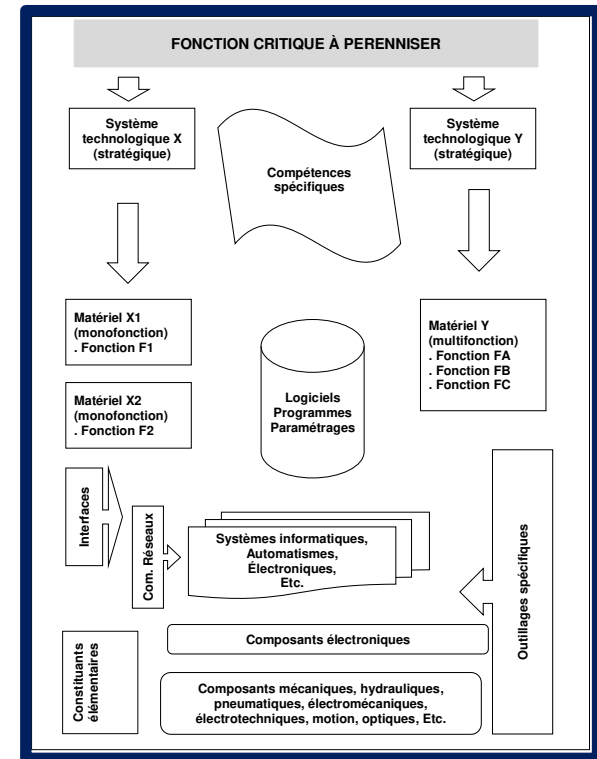 FONCTION CRITIQUE À PERENNISER
Système
technologique X
(stratégique)
Système
technologique Y
(stratégique)
Compétences
spécifiques
Matériel X1
(monofonction)
. Fonction F1
Matériel Y
(multifonction)
. Fonction FA
. Fonction FB
. Fonction FC
Matériel X2
(monofonction)
. Fonction F2
Logiciels
Programmes
Paramétrages
Interfaces
Com. Réseaux
Systèmes informatiques,
Automatismes,
Électroniques,
Etc.
Outillages spécifiques
Composants électroniques
Constituants
élémentaires
Composants mécaniques, hydrauliques,
pneumatiques, électromécaniques,
électrotechniques, motion, optiques, Etc.